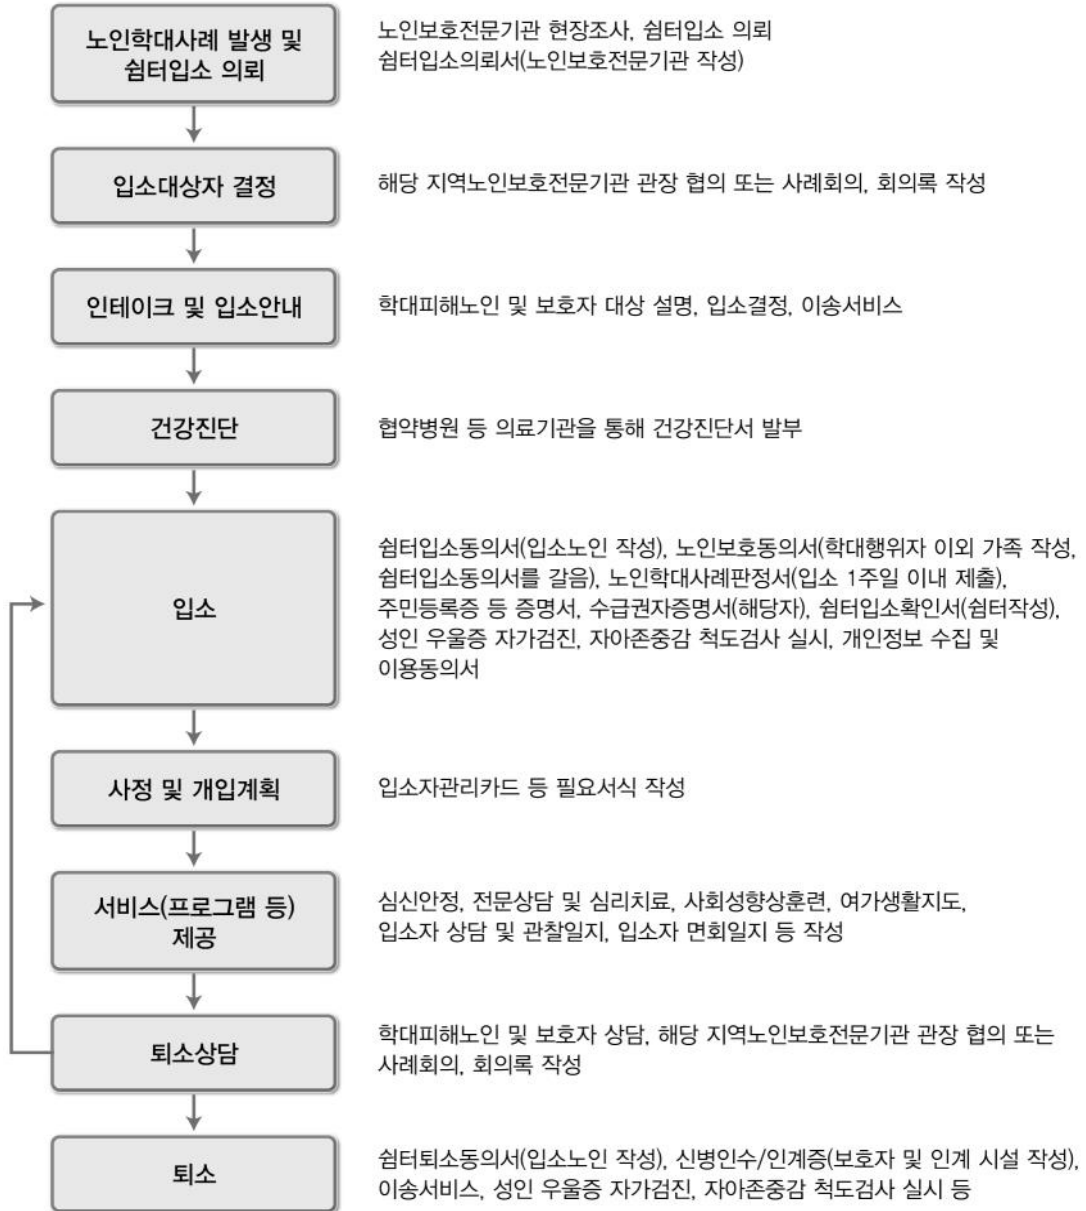 노인학대사례 발생 및
쉼터입소 의뢰
노인보호전문기관 현장조사, 쉼터입소 의뢰
쉼터입소의뢰서(노인보호전문기관 작성)
입소대상자 결정
해당 지역노인보호전문기관 관장 협의 또는 사례회의, 회의록 작성
인테이크 및 입소안내
학대피해노인 및 보호자 대상 설명, 입소결정, 이송서비스
건강진단
협약병원 등 의료기관을 통해 건강진단서 발부
입소
쉼터입소동의서(입소노인 작성), 노인보호동의서(학대행위자 이외 가족 작성,
쉼터입소동의서를 갈음), 노인학대사례판정서(입소 1주일 이내 제출),
주민등록증 등 증명서, 수급권자증명서(해당자), 쉼터입소확인서(쉼터작성),
성인 우울증 자가검진, 자아존중감 척도검사 실시, 개인정보 수집 및
이용동의서
사정 및 개입계획
입소자관리카드 등 필요서식 작성
서비스(프로그램 등)
제공
심신안정, 전문상담 및 심리치료, 사회성향상훈련, 여가생활지도,
입소자 상담 및 관찰일지, 입소자 면회일지 등 작성
퇴소상담
학대피해노인 및 보호자 상담, 해당 지역노인보호전문기관 관장 협의 또는
사례회의, 회의록 작성
퇴소
쉼터퇴소동의서(입소노인 작성), 신병인수/인계증(보호자 및 인계 시설 작성),
이송서비스, 성인 우울증 자가검진, 자아존중감 척도검사 실시 등